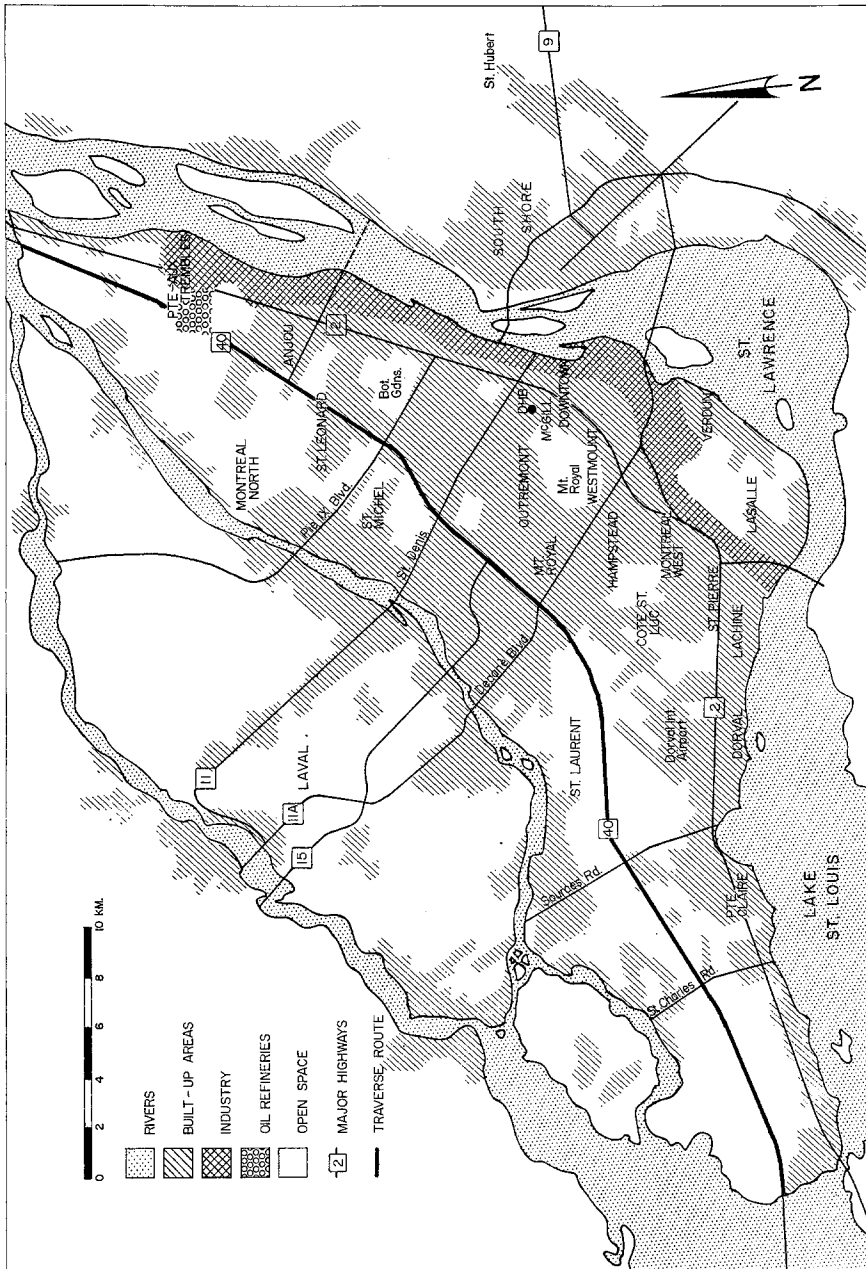 0 2 4 6 8 10 KM.
RIVERS
BUILT-UP AREAS
INDUSTRY
OIL REFINERIES
OPEN SPACE
2
MAJOR HIGHWAYS
TRAVERSE ROUTE
15
11A
11
LAVAL
MONTREAL
NORTH
Pie IX Blvd.
ST.
MICHEL
ST. LEONARD
ANJOU
40
PTE-AUX
TREMBLES
2
Bot.
Gdns.
St. Denis
Decarie Blvd.
OUTREMONT
DHB
McGILL
DOWNTOWN
Mt.
Royal
WESTMOUNT
MT.
ROYAL
HAMPSTEAD
MONTREAL
WEST
COTE ST.
LUC
ST. PIERRE
LACHINE
LASALLE
VERDUN
ST. LAURENT
Dorval Int.
Airport
DORVAL
2
40
Sources Rd.
St. Charles Rd.
PTE.
CLAIRE
LAKE
ST. LOUIS
ST.
LAWRENCE
SOUTH
SHORE
St. Hubert
9
N